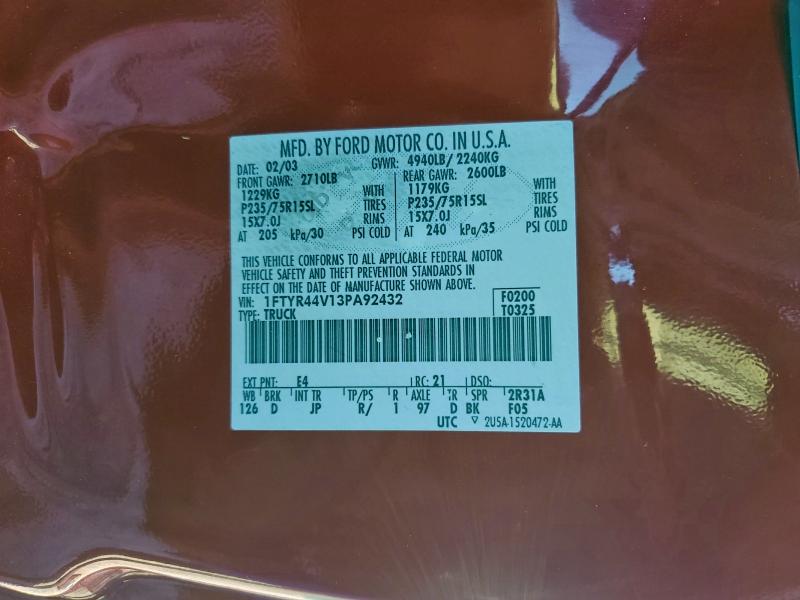 MFD. BY FORD MOTOR CO. IN U.S.A.
DATE: 02/03 GVWR: 4940LB/ 2240KG
FRONT GAWR: 2710LB REAR GAWR: 2600LB
1229KG WITH 1179KG WITH
P235/75R15SL TIRES P235/75R15SL TIRES
15X7.0J RIMS 15X7.0J RIMS
AT 205 kPa/30 PSI COLD AT 240 kPa/35 PSI COLD
THIS VEHICLE CONFORMS TO ALL APPLICABLE FEDERAL MOTOR
VEHICLE SAFETY AND THEFT PREVENTION STANDARDS IN
EFFECT ON THE DATE OF MANUFACTURE SHOWN ABOVE.
VIN: 1FTYR44V13PA92432 F0200
TYPE: TRUCK T0325
EXT PNT: E4 RC: 21 DSO:
WB BRK INT TR TP/PS R AXLE TR SPR 2R31A
126 D JP R/ 1 97 D BK F05
UTC ▽ 2USA-1520472-AA